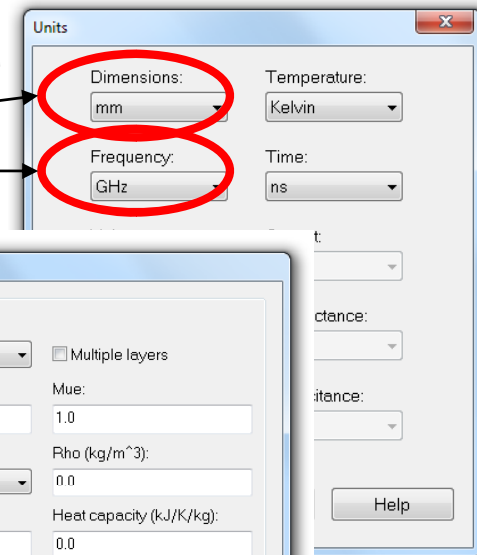 Units
Dimensions: Temperature:
mm Kelvin
Frequency: Time:
GHz ns
Multiple layers
Mue:
1.0
Rho (kg/m^3):
0.0
Heat capacity (kJ/K/kg):
0.0
Help